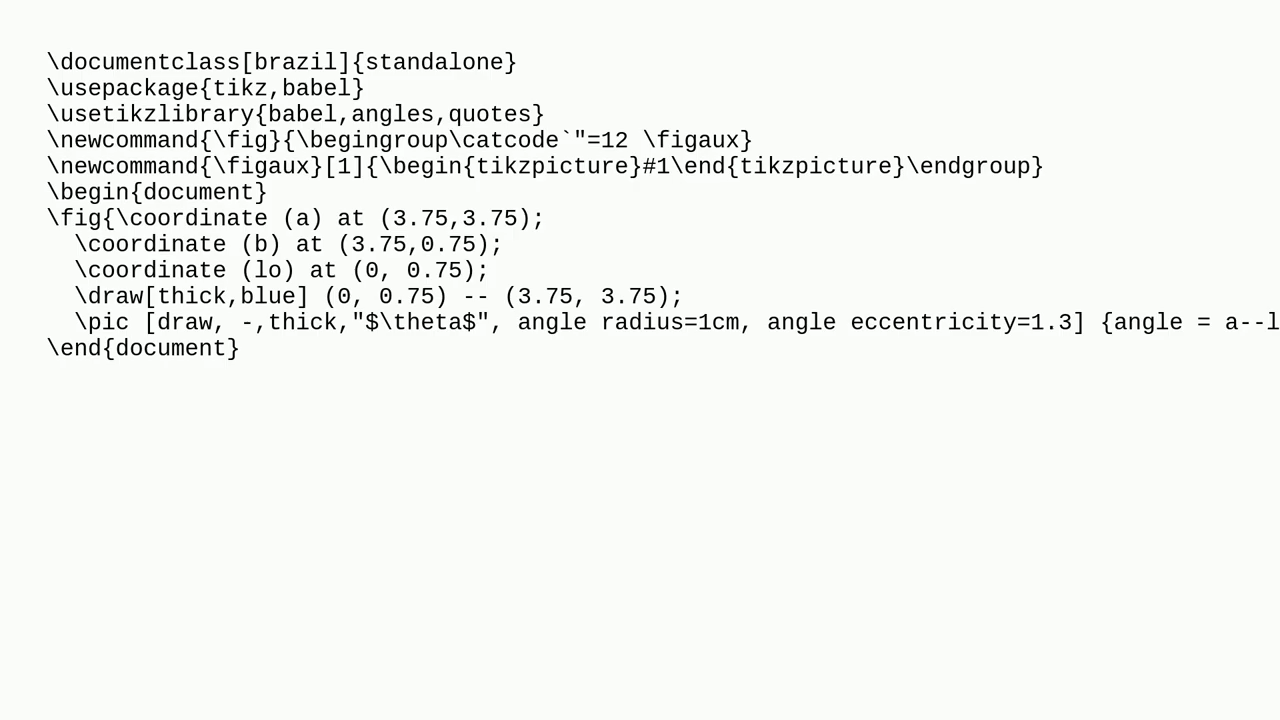 \documentclass[brazil]{standalone}
\usepackage{tikz,babel}
\usetikzlibrary{babel,angles,quotes}
\newcommand{\fig}{\begingroup\catcode`"=12 \figaux}
\newcommand{\figaux}[1]{\begin{tikzpicture}#1\end{tikzpicture}\endgroup}
\begin{document}
\fig{\coordinate (a) at (3.75,3.75);
  \coordinate (b) at (3.75,0.75);
  \coordinate (lo) at (0, 0.75);
  \draw[thick,blue] (0, 0.75) -- (3.75, 3.75);
  \pic [draw, -,thick,"$\theta$", angle radius=1cm, angle eccentricity=1.3] {angle = a--l
\end{document}